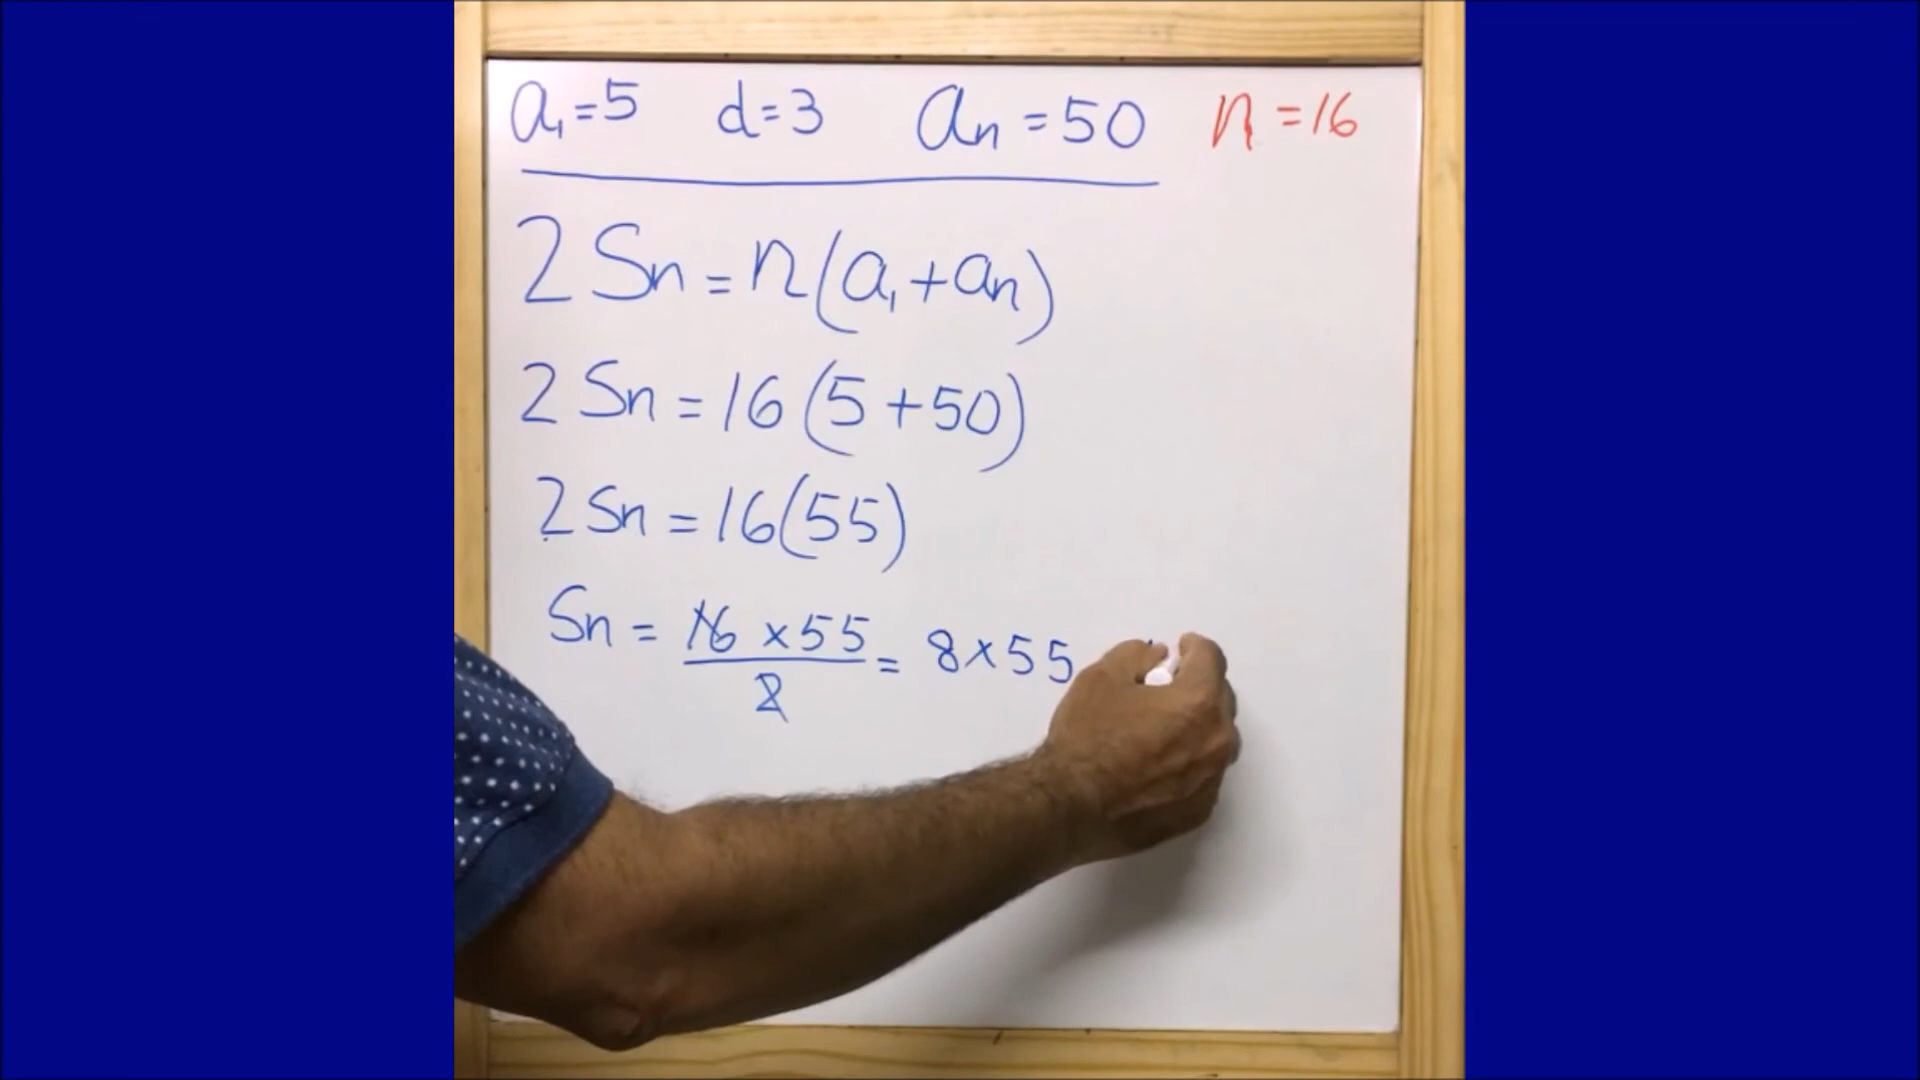 a₁=5 d=3 an=50 n=16
2Sn=n(a₁+an)
2Sn=16(5+50)
2Sn=16(55)
Sn=16×55/2=8×55